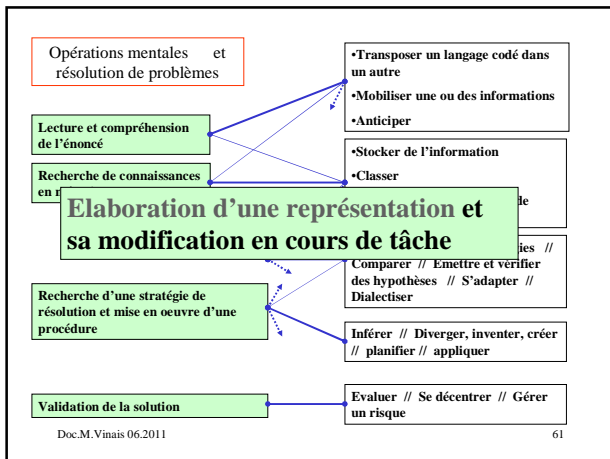 Opérations mentales et
résolution de problèmes
•Transposer un langage codé dans
un autre
•Mobiliser une ou des informations
•Anticiper
Lecture et compréhension
de l'énoncé
Recherche de connaissances
en
•Stocker de l'information
•Classer
de
Elaboration d'une représentation et
sa modification en cours de tâche
//
Comparer // Emettre et vérifier
des hypothèses // S'adapter //
Dialectiser
Recherche d'une stratégie de
résolution et mise en oeuvre d'une
procédure
Inférer // Diverger, inventer, créer
// planifier // appliquer
Validation de la solution
Evaluer // Se décentrer // Gérer
un risque
Doc.M.Vinais 06.2011
61